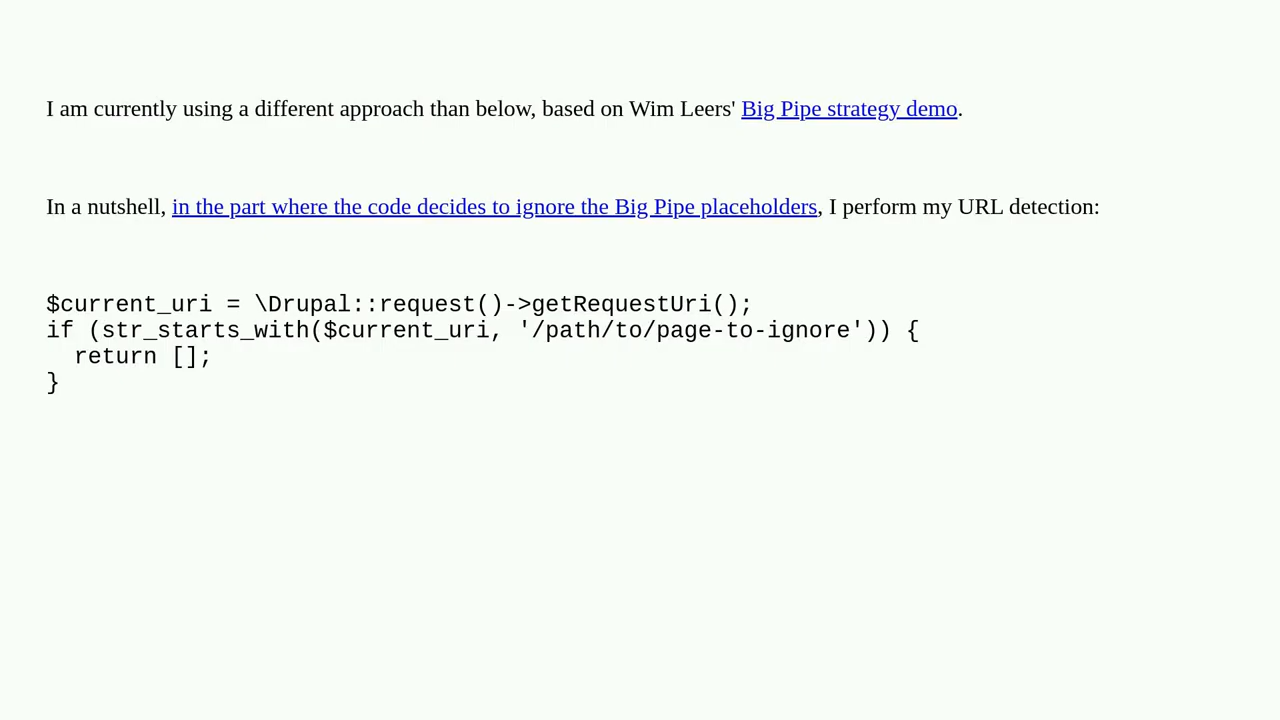 I am currently using a different approach than below, based on Wim Leers' Big Pipe strategy demo.
In a nutshell, in the part where the code decides to ignore the Big Pipe placeholders, I perform my URL detection:
$current_uri = \Drupal::request()->getRequestUri();
if (str_starts_with($current_uri, '/path/to/page-to-ignore')) {
  return [];
}